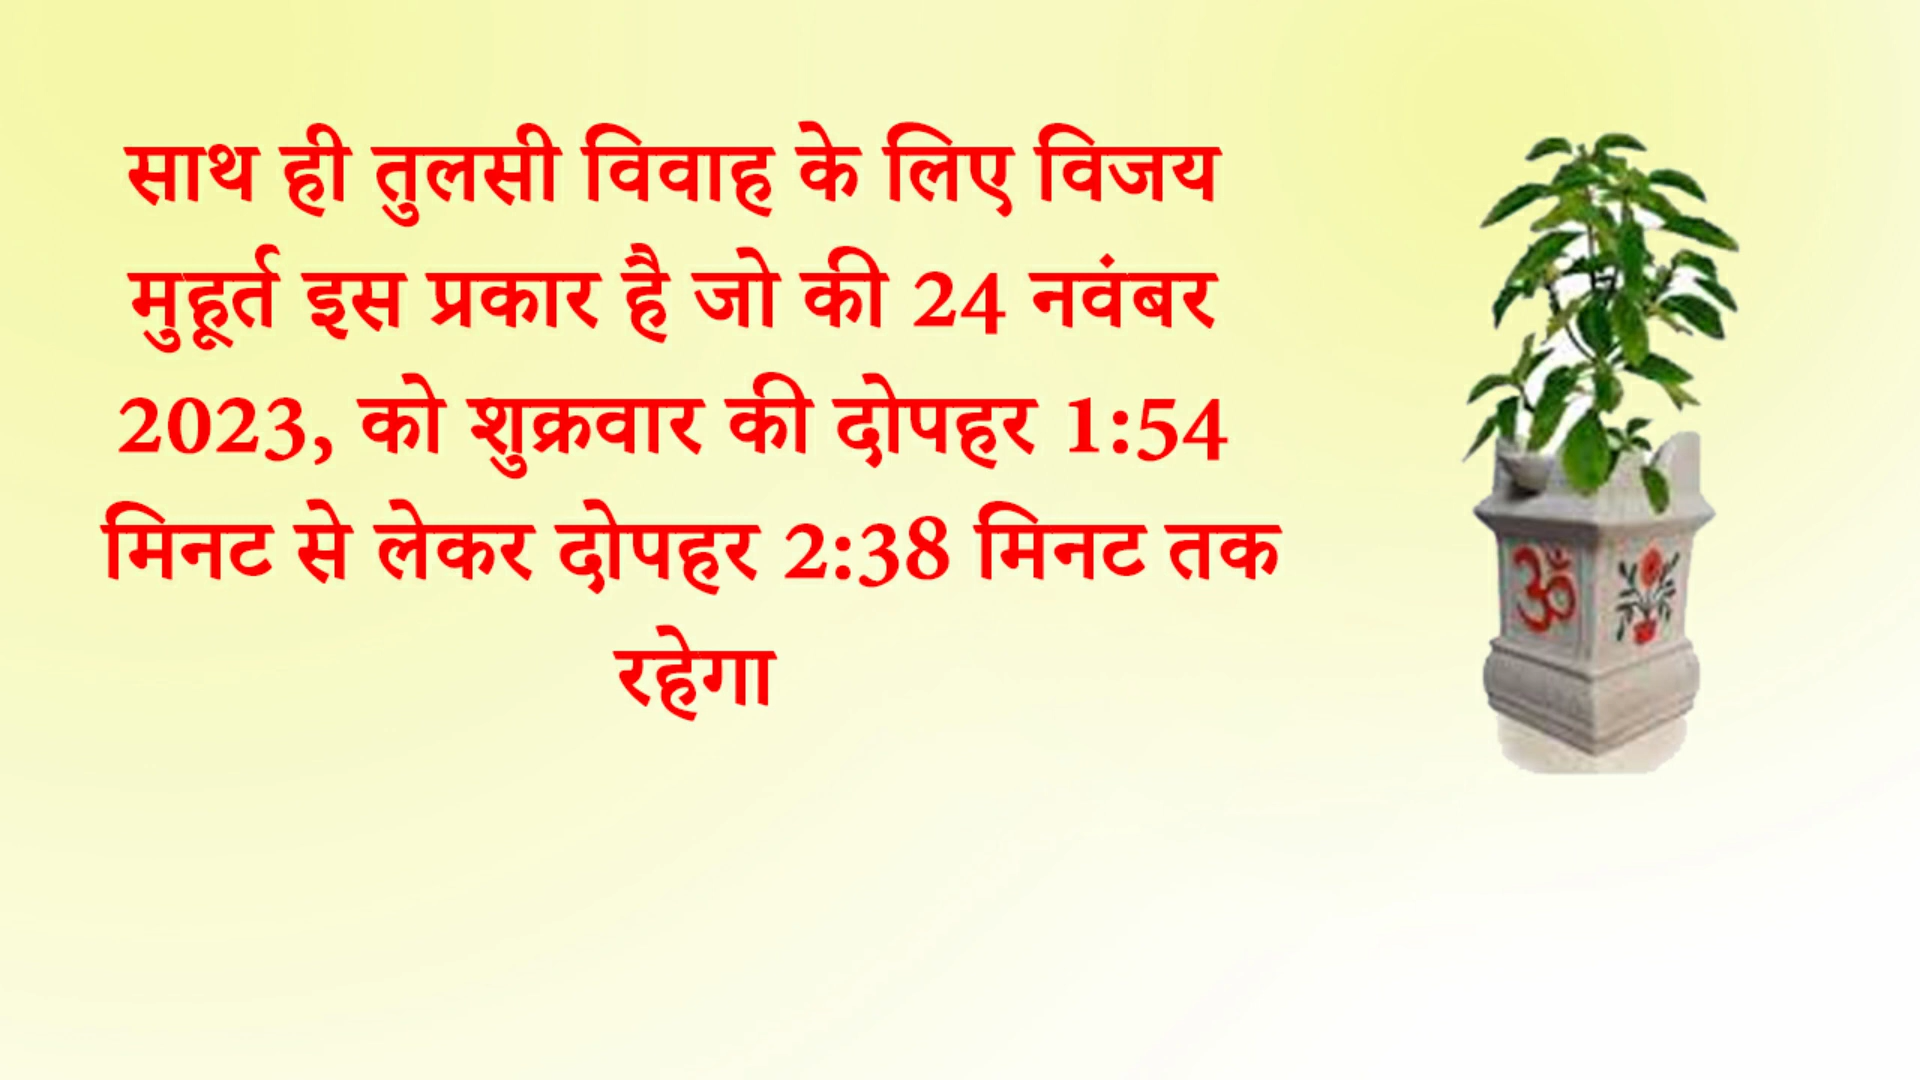 साथ ही तुलसी विवाह के लिए विजय
मुहूर्त इस प्रकार है जो की 24 नवंबर
2023, को शुक्रवार की दोपहर 1:54
मिनट से लेकर दोपहर 2:38 मिनट तक
रहेगा
ॐ